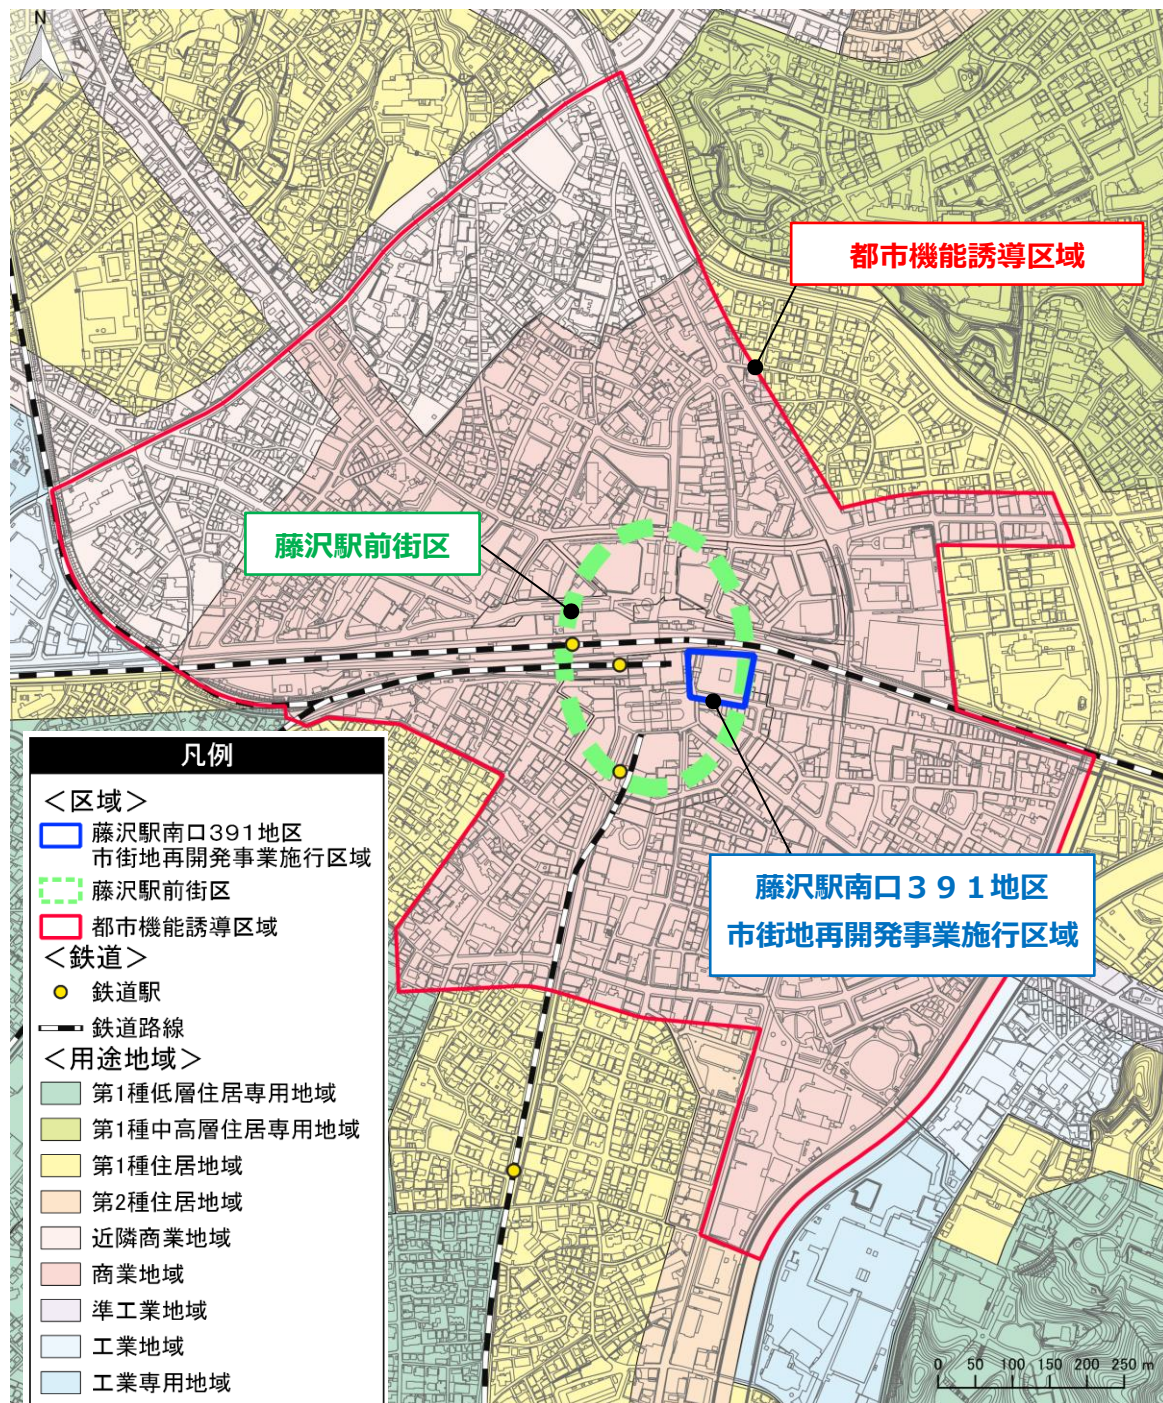 N
都市機能誘導区域
藤沢駅前街区
藤沢駅南口３９１地区
市街地再開発事業施行区域
凡例
＜区域＞
藤沢駅南口391地区
市街地再開発事業施行区域
藤沢駅前街区
都市機能誘導区域
＜鉄道＞
鉄道駅
鉄道路線
＜用途地域＞
第1種低層住居専用地域
第1種中高層住居専用地域
第1種住居地域
第2種住居地域
近隣商業地域
商業地域
準工業地域
工業地域
工業専用地域
0 50 100 150 200 250 m